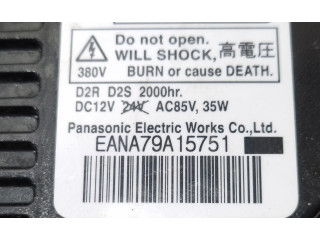 Do not open.
WILL SHOCK, 高電圧
380V BURN or cause DEATH.
D2R D2S 2000hr.
DC12V 24V AC85V, 35W
Panasonic Electric Works Co.,Ltd.
EANA79A15751